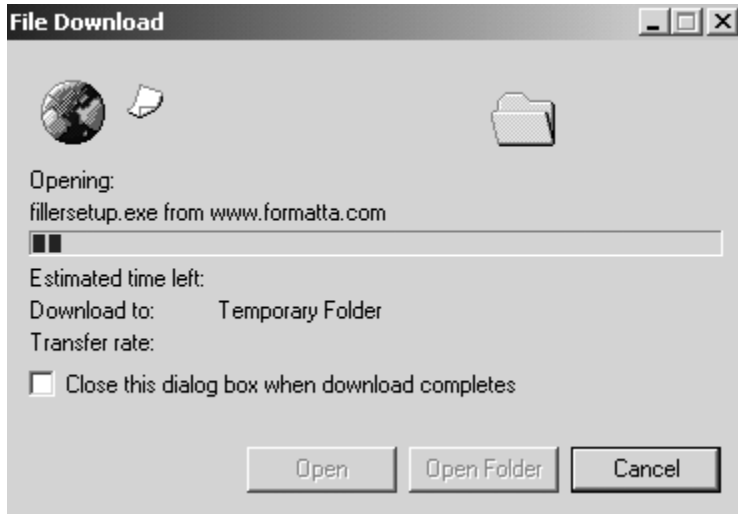 File Download
Opening:
fillersetup.exe from www.formatta.com
Estimated time left:
Download to: Temporary Folder
Transfer rate:
Close this dialog box when download completes
Open Open Folder Cancel